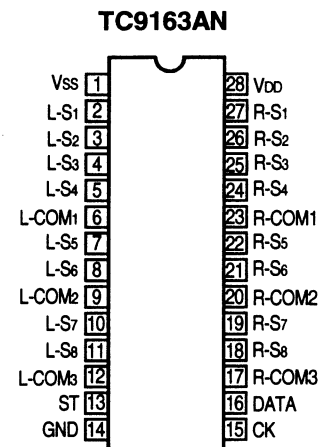 TC9163AN
VSS 1 28 VDD
L-S1 2 27 R-S1
L-S2 3 26 R-S2
L-S3 4 25 R-S3
L-S4 5 24 R-S4
L-COM1 6 23 R-COM1
L-S5 7 22 R-S5
L-S6 8 21 R-S6
L-COM2 9 20 R-COM2
L-S7 10 19 R-S7
L-S8 11 18 R-S8
L-COM3 12 17 R-COM3
ST 13 16 DATA
GND 14 15 CK